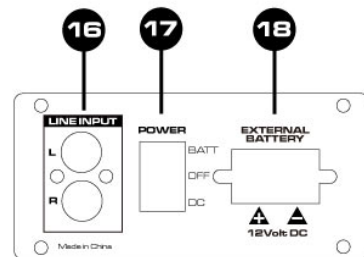 16 17 18
LINE INPUT
L
R
POWER
BATT
OFF
DC
EXTERNAL
BATTERY
+ −
12Volt DC
Made in China